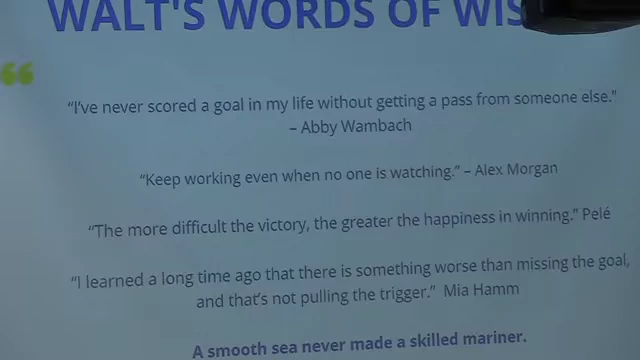 WALT'S WORDS OF WIS
“I've never scored a goal in my life without getting a pass from someone else.”
– Abby Wambach
“Keep working even when no one is watching.” – Alex Morgan
“The more difficult the victory, the greater the happiness in winning.” Pelé
“I learned a long time ago that there is something worse than missing the goal,
and that's not pulling the trigger.” Mia Hamm
A smooth sea never made a skilled mariner.